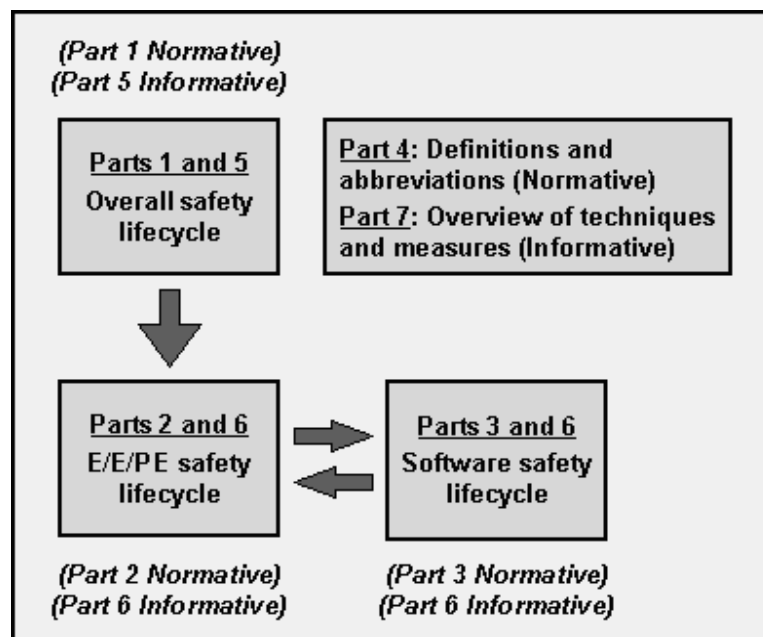 (Part 1 Normative)
(Part 5 Informative)
Parts 1 and 5
Overall safety
lifecycle
Part 4: Definitions and
abbreviations (Normative)
Part 7: Overview of techniques
and measures (Informative)
Parts 2 and 6
E/E/PE safety
lifecycle
Parts 3 and 6
Software safety
lifecycle
(Part 2 Normative)
(Part 6 Informative)
(Part 3 Normative)
(Part 6 Informative)